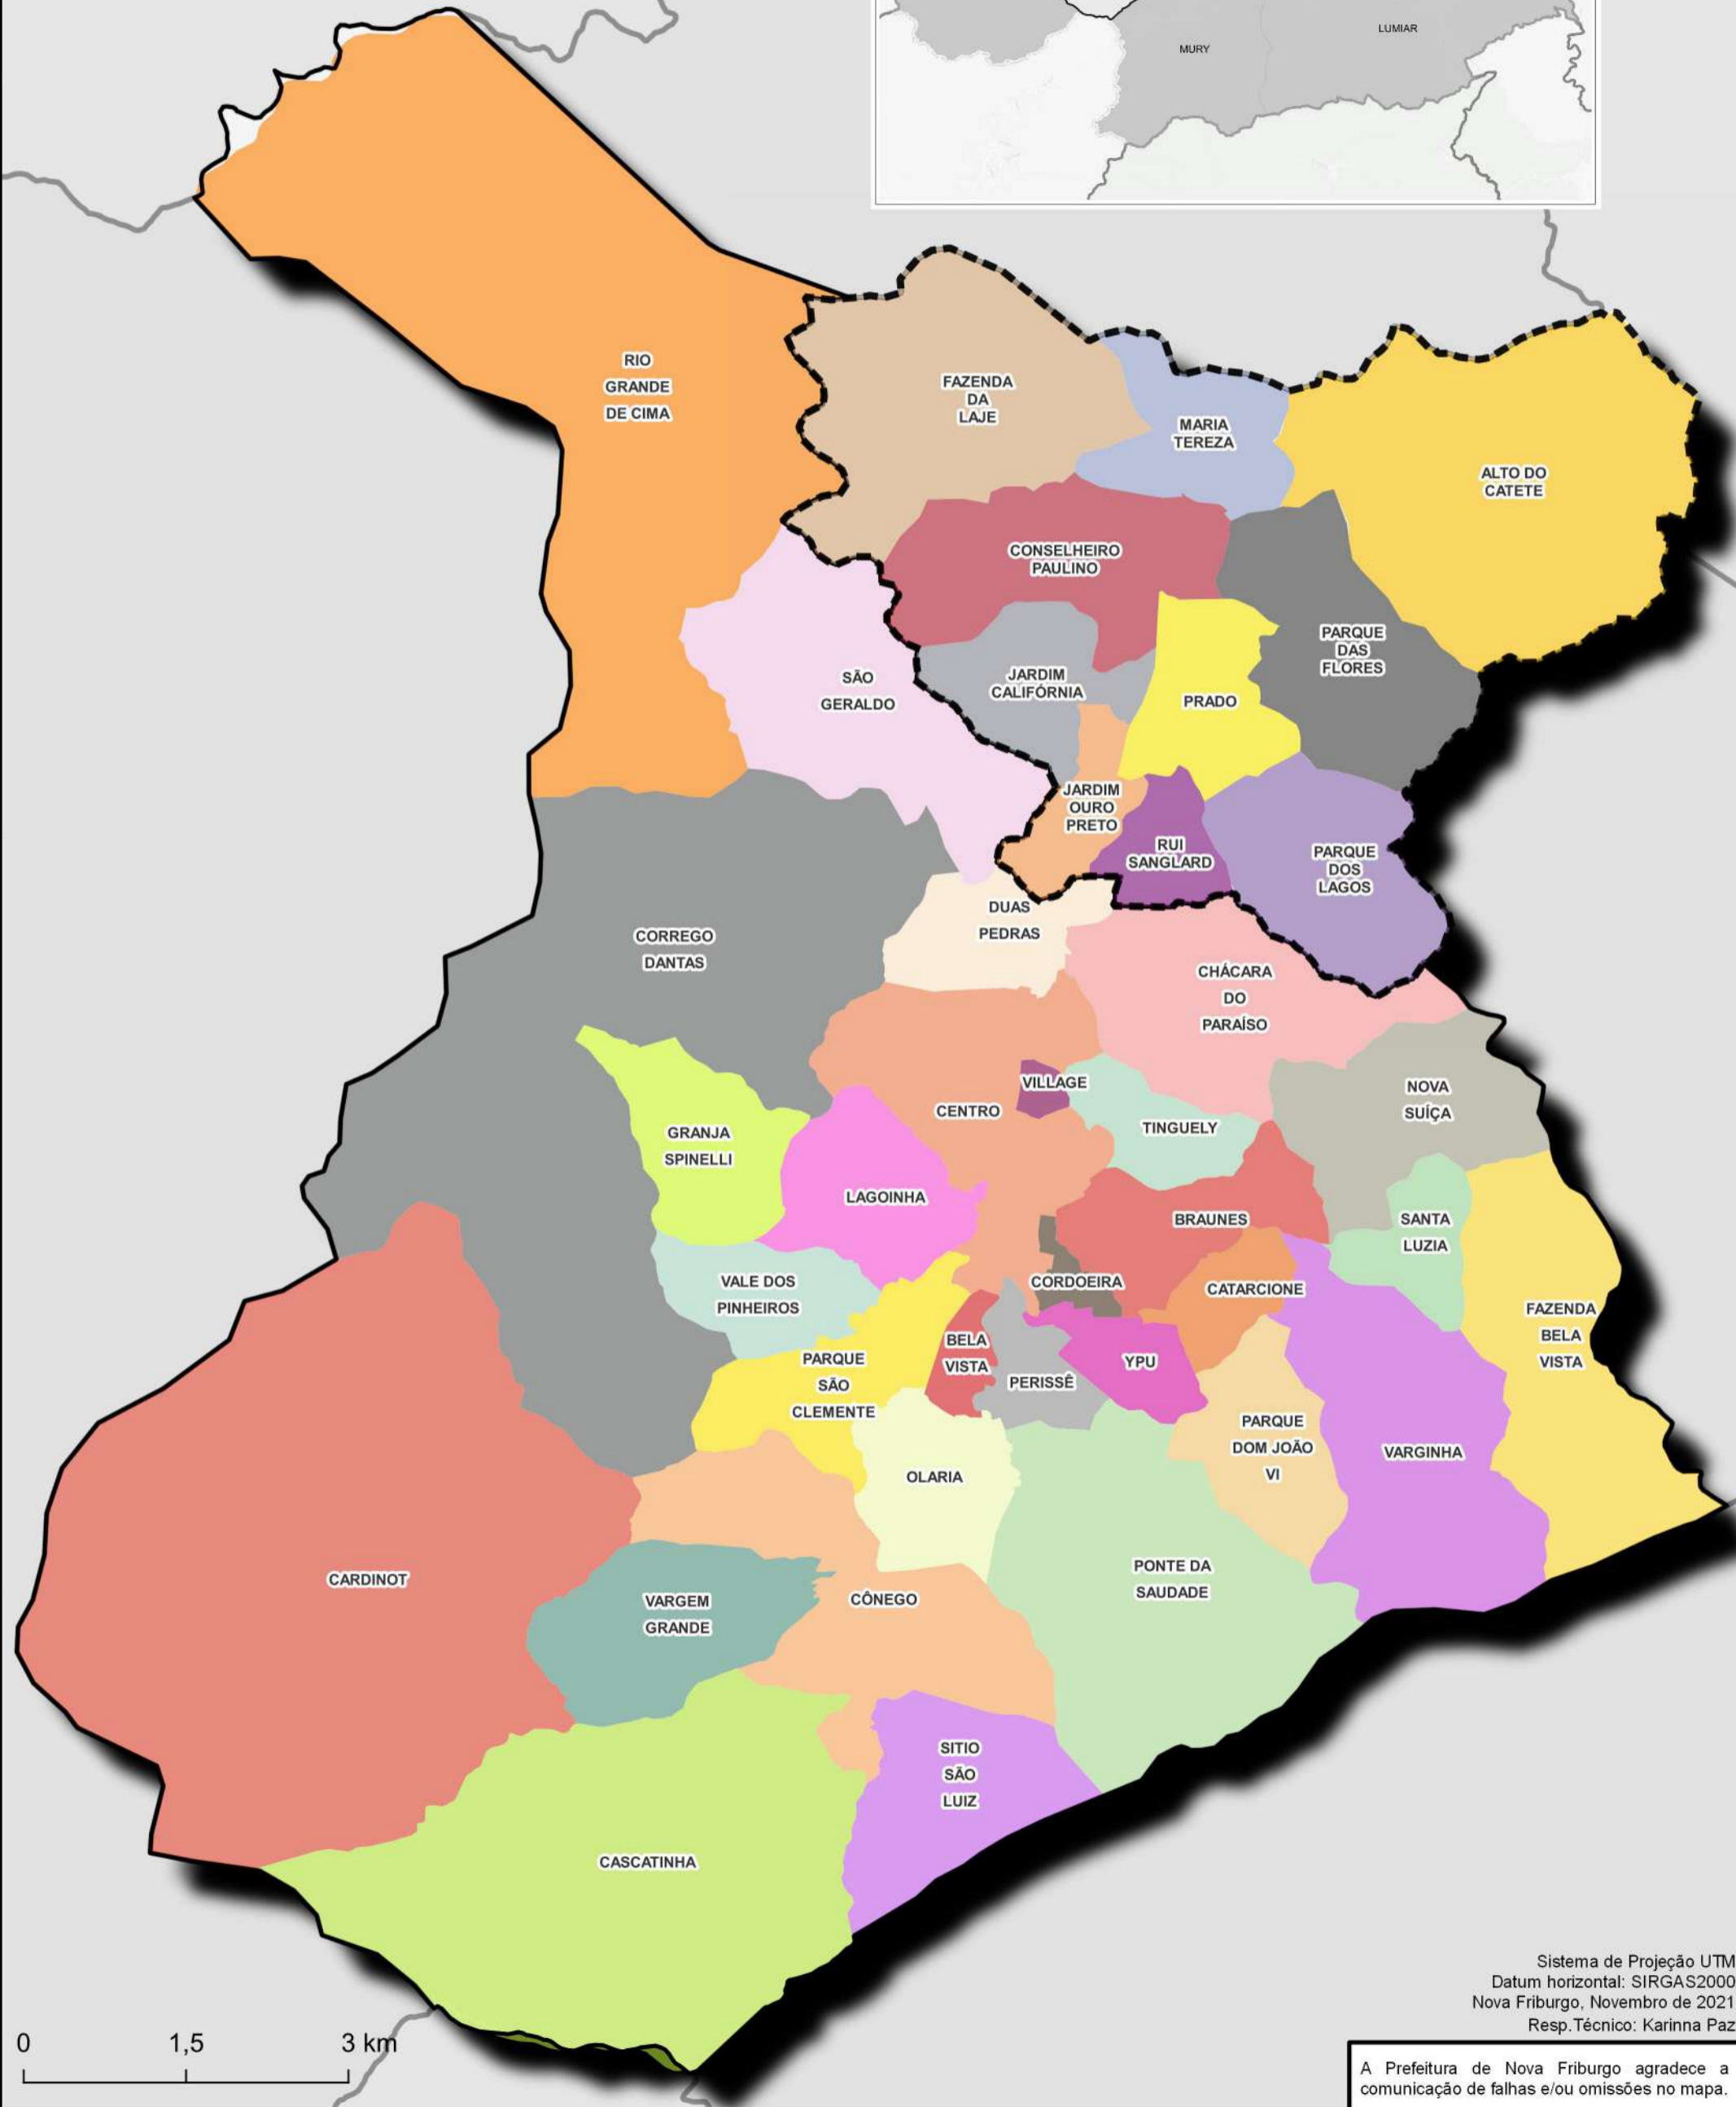 LUMIAR
MURY
RIO
GRANDE
DE CIMA
FAZENDA
DA
LAJE
MARIA
TEREZA
ALTO DO
CATETE
CONSELHEIRO
PAULINO
PARQUE
DAS
FLORES
SÃO
GERALDO
JARDIM
CALIFÓRNIA
PRADO
JARDIM
OURO
PRETO
RUI
SANGLARD
PARQUE
DOS
LAGOS
DUAS
PEDRAS
CORREGO
DANTAS
CHÁCARA
DO
PARAÍSO
VILLAGE
NOVA
SUÍÇA
CENTRO
TINGUELY
GRANJA
SPINELLI
LAGOINHA
BRAUNES
SANTA
LUZIA
VALE DOS
PINHEIROS
CORDOEIRA
CATARCIONE
FAZENDA
BELA
VISTA
BELA
VISTA
PARQUE
SÃO
CLEMENTE
PERISSÊ
YPU
PARQUE
DOM JOÃO
VI
VARGINHA
OLARIA
CARDINOT
VARGEM
GRANDE
CÔNEGO
PONTE DA
SAUDADE
SITIO
SÃO
LUIZ
CASCATINHA
Sistema de Projeção UTM
Datum horizontal: SIRGAS2000
Nova Friburgo, Novembro de 2021
Resp.Técnico: Karinna Paz
0 1,5 3 km
A Prefeitura de Nova Friburgo agradece a
comunicação de falhas e/ou omissões no mapa.